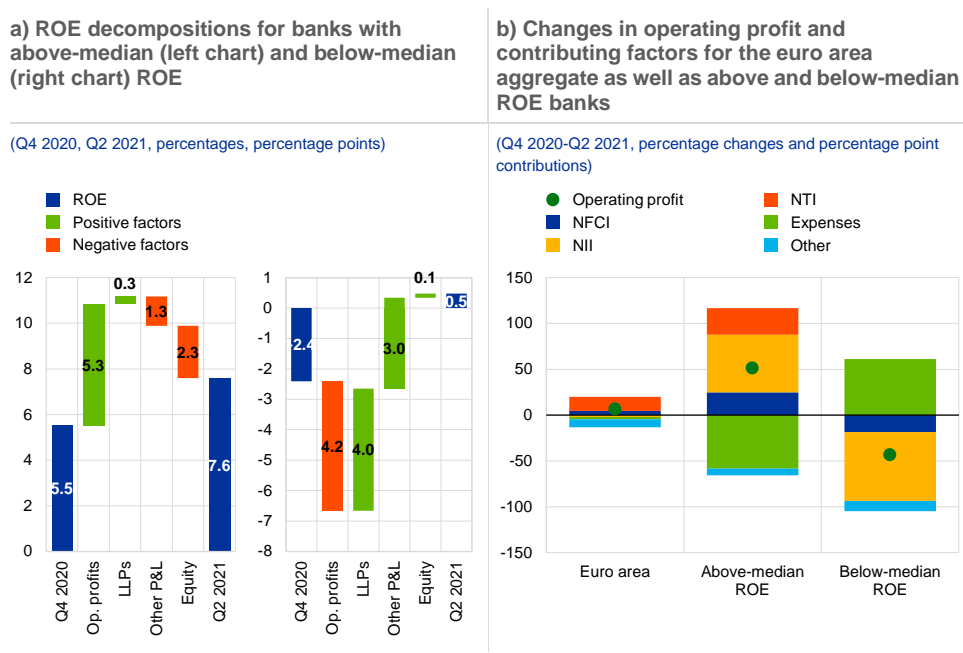 a) ROE decompositions for banks with
above-median (left chart) and below-median
(right chart) ROE
(Q4 2020, Q2 2021, percentages, percentage points)
ROE
Positive factors
Negative factors
12
10
8
6
4
2
0
5.5
5.3
0.3
1.3
2.3
7.6
Q4 2020
Op. profits
LLPs
Other P&L
Equity
Q2 2021
1
0
-1
-2
-3
-4
-5
-6
-7
-8
-2.4
4.2
4.0
3.0
0.1
0.5
Q4 2020
Op. profits
LLPs
Other P&L
Equity
Q2 2021
b) Changes in operating profit and
contributing factors for the euro area
aggregate as well as above and below-median
ROE banks
(Q4 2020-Q2 2021, percentage changes and percentage point
contributions)
Operating profit
NFCI
NII
NTI
Expenses
Other
150
100
50
0
-50
-100
-150
Euro area
Above-median
ROE
Below-median
ROE